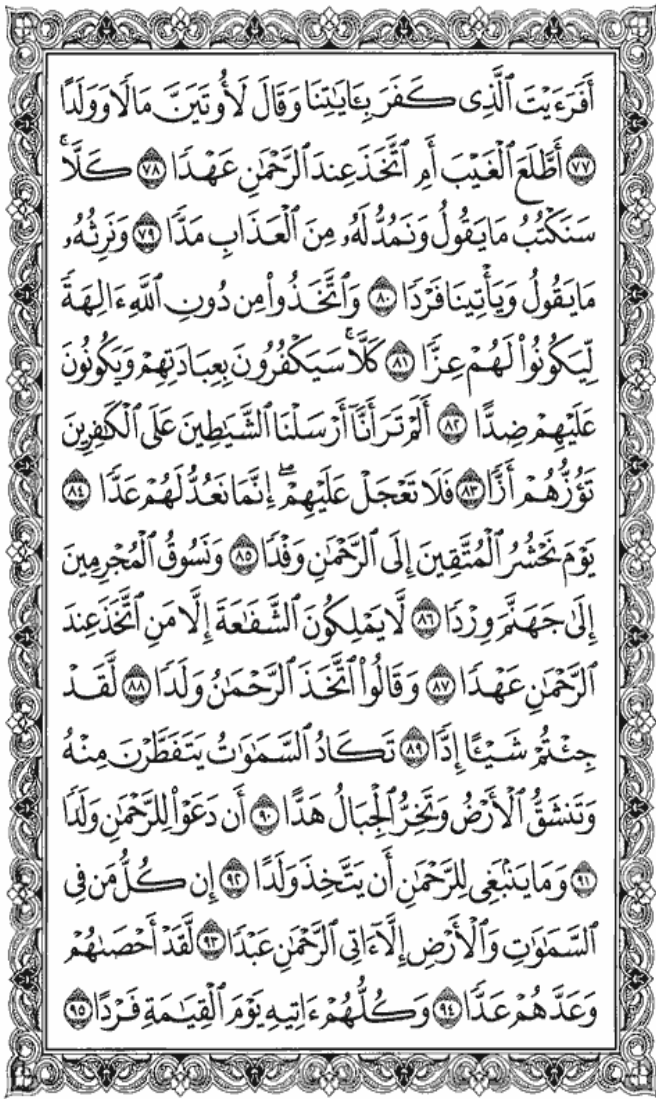 أَفَرَءَيْتَ ٱلَّذِى كَفَرَ بِـَٔايَـٰتِنَا وَقَالَ لَأُوتَيَنَّ مَالًا وَوَلَدًا
﴿٧٧﴾ أَطَّلَعَ ٱلْغَيْبَ أَمِ ٱتَّخَذَ عِندَ ٱلرَّحْمَـٰنِ عَهْدًا ﴿٧٨﴾ كَلَّا ۚ
سَنَكْتُبُ مَا يَقُولُ وَنَمُدُّ لَهُۥ مِنَ ٱلْعَذَابِ مَدًّا ﴿٧٩﴾ وَنَرِثُهُۥ
مَا يَقُولُ وَيَأْتِينَا فَرْدًا ﴿٨٠﴾ وَٱتَّخَذُوا۟ مِن دُونِ ٱللَّهِ ءَالِهَةً
لِّيَكُونُوا۟ لَهُمْ عِزًّا ﴿٨١﴾ كَلَّا ۚ سَيَكْفُرُونَ بِعِبَادَتِهِمْ وَيَكُونُونَ
عَلَيْهِمْ ضِدًّا ﴿٨٢﴾ أَلَمْ تَرَ أَنَّآ أَرْسَلْنَا ٱلشَّيَـٰطِينَ عَلَى ٱلْكَـٰفِرِينَ
تَؤُزُّهُمْ أَزًّا ﴿٨٣﴾ فَلَا تَعْجَلْ عَلَيْهِمْ ۖ إِنَّمَا نَعُدُّ لَهُمْ عَدًّا ﴿٨٤﴾
يَوْمَ نَحْشُرُ ٱلْمُتَّقِينَ إِلَى ٱلرَّحْمَـٰنِ وَفْدًا ﴿٨٥﴾ وَنَسُوقُ ٱلْمُجْرِمِينَ
إِلَىٰ جَهَنَّمَ وِرْدًا ﴿٨٦﴾ لَّا يَمْلِكُونَ ٱلشَّفَـٰعَةَ إِلَّا مَنِ ٱتَّخَذَ عِندَ
ٱلرَّحْمَـٰنِ عَهْدًا ﴿٨٧﴾ وَقَالُوا۟ ٱتَّخَذَ ٱلرَّحْمَـٰنُ وَلَدًا ﴿٨٨﴾ لَّقَدْ
جِئْتُمْ شَيْـًٔا إِدًّا ﴿٨٩﴾ تَكَادُ ٱلسَّمَـٰوَٰتُ يَتَفَطَّرْنَ مِنْهُ
وَتَنشَقُّ ٱلْأَرْضُ وَتَخِرُّ ٱلْجِبَالُ هَدًّا ﴿٩٠﴾ أَن دَعَوْا۟ لِلرَّحْمَـٰنِ وَلَدًا
﴿٩١﴾ وَمَا يَنۢبَغِى لِلرَّحْمَـٰنِ أَن يَتَّخِذَ وَلَدًا ﴿٩٢﴾ إِن كُلُّ مَن فِى
ٱلسَّمَـٰوَٰتِ وَٱلْأَرْضِ إِلَّآ ءَاتِى ٱلرَّحْمَـٰنِ عَبْدًا ﴿٩٣﴾ لَّقَدْ أَحْصَىٰهُمْ
وَعَدَّهُمْ عَدًّا ﴿٩٤﴾ وَكُلُّهُمْ ءَاتِيهِ يَوْمَ ٱلْقِيَـٰمَةِ فَرْدًا ﴿٩٥﴾